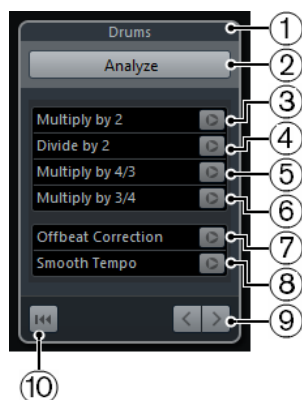 Drums ①
Analyze ②
Multiply by 2 ③
Divide by 2 ④
Multiply by 4/3 ⑤
Multiply by 3/4 ⑥
Offbeat Correction ⑦
Smooth Tempo ⑧
⑨
⑩